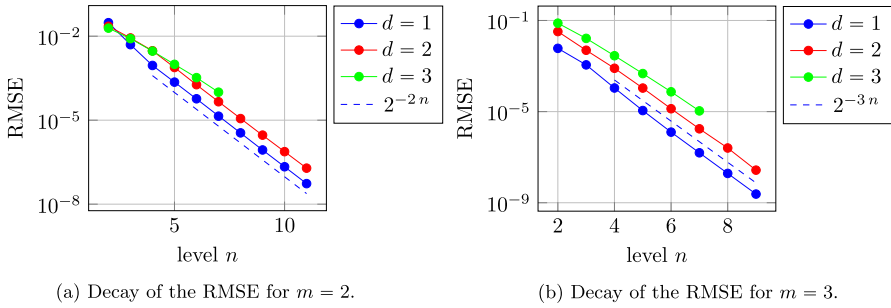 10^{-2}
10^{-5}
10^{-8}
RMSE
5
10
level n
d = 1
d = 2
d = 3
2^{-2 n}
(a) Decay of the RMSE for m = 2.
10^{-1}
10^{-5}
10^{-9}
RMSE
2
4
6
8
level n
d = 1
d = 2
d = 3
2^{-3 n}
(b) Decay of the RMSE for m = 3.